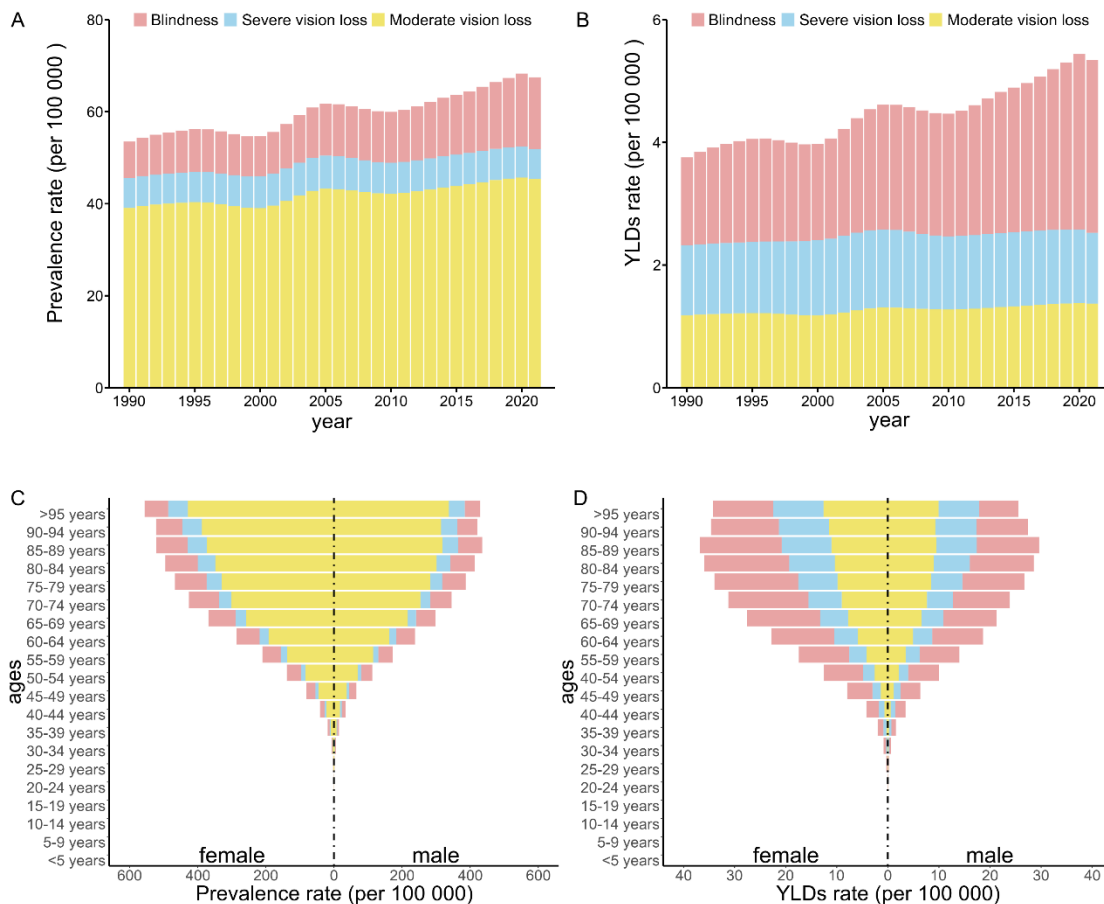 A
Blindness Severe vision loss Moderate vision loss
Prevalence rate (per 100 000 )
80
60
40
20
0
1990 1995 2000 2005 2010 2015 2020
year
B
Blindness Severe vision loss Moderate vision loss
YLDs rate (per 100 000 )
6
4
2
0
1990 1995 2000 2005 2010 2015 2020
year
C
ages
>95 years
90-94 years
85-89 years
80-84 years
75-79 years
70-74 years
65-69 years
60-64 years
55-59 years
50-54 years
45-49 years
40-44 years
35-39 years
30-34 years
25-29 years
20-24 years
15-19 years
10-14 years
5-9 years
<5 years
female male
600 400 200 0 200 400 600
Prevalence rate (per 100 000)
D
ages
>95 years
90-94 years
85-89 years
80-84 years
75-79 years
70-74 years
65-69 years
60-64 years
55-59 years
40-54 years
45-49 years
40-44 years
35-39 years
30-34 years
25-29 years
20-24 years
15-19 years
10-14 years
5-9 years
<5 years
female male
40 20 10 0 10 20 30 40
YLDs rate (per 100 000)